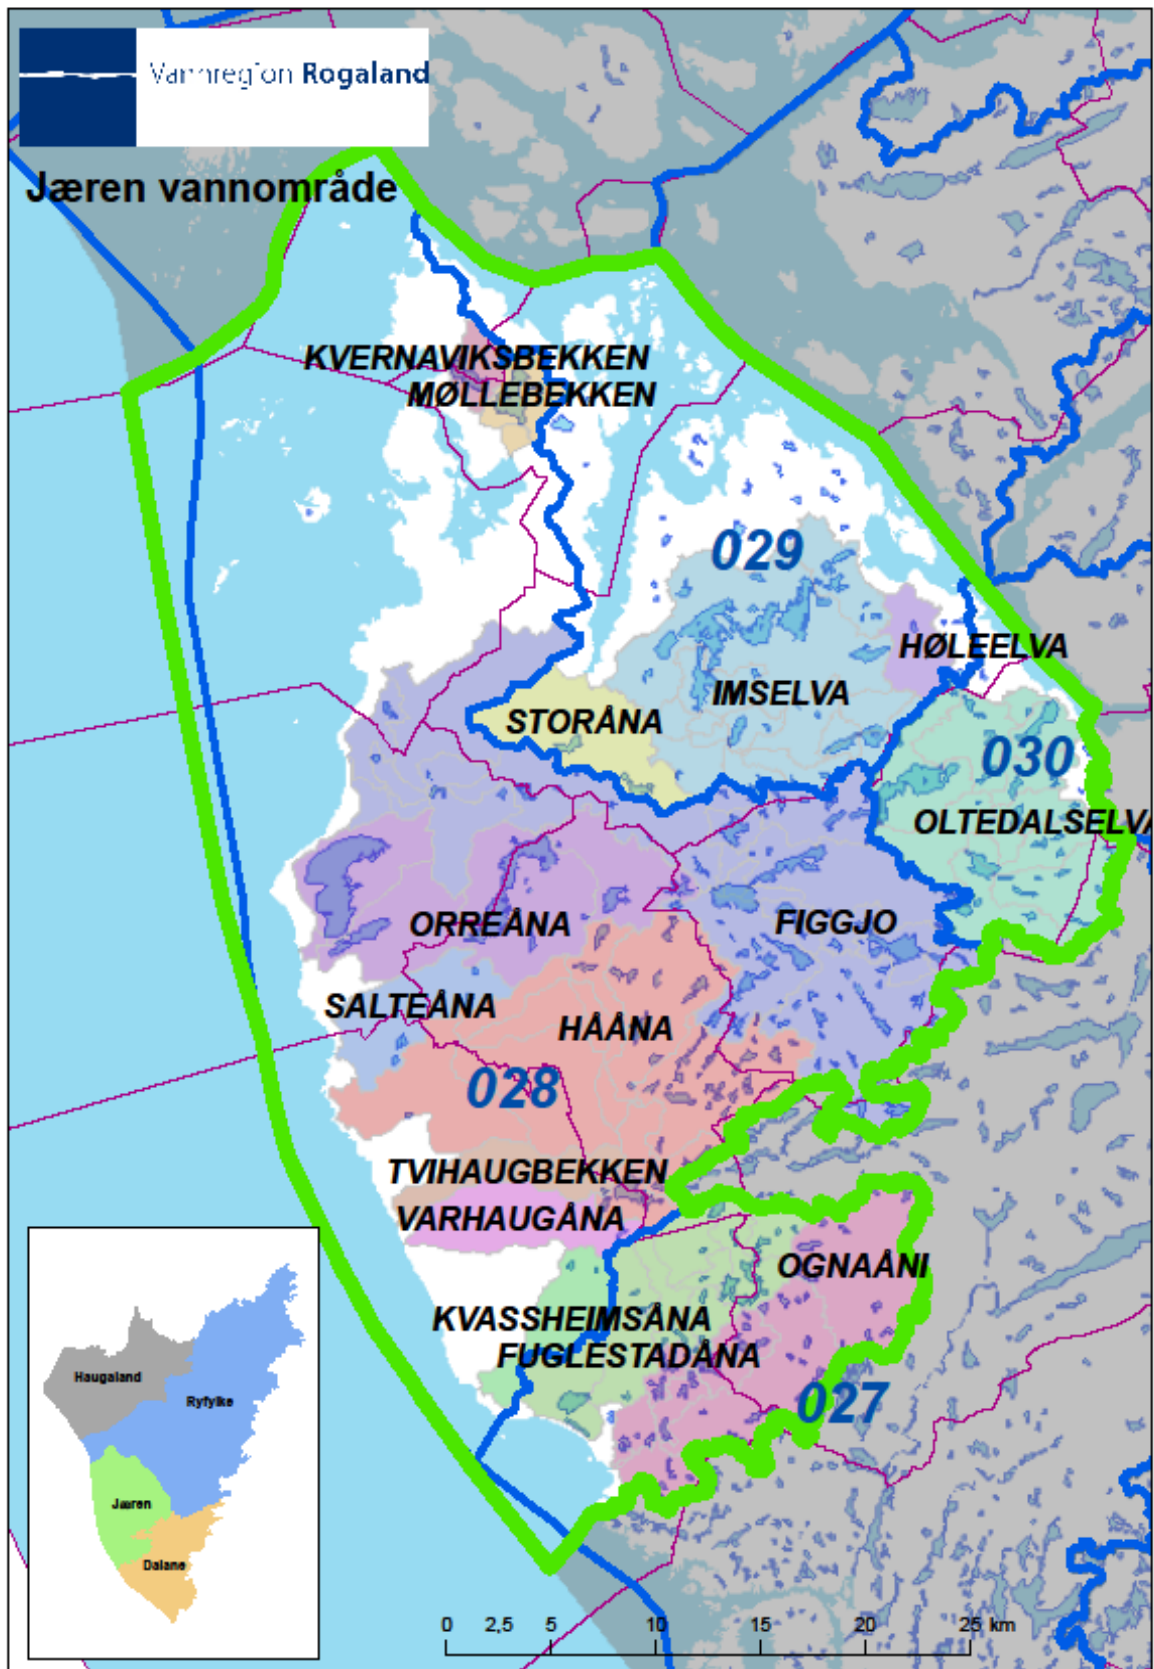 Vannregion Rogaland
Jæren vannområde
KVERNAVIKSBEKKEN
MØLLEBEKKEN
029
HØLEELVA
IMSELVA
STORÅNA
030
OLTEDALSELVA
ORREÅNA
FIGGJO
SALTEÅNA
HÅÅNA
028
TVIHAUGBEKKEN
VARHAUGÅNA
OGNAÅNI
KVASSHEIMSÅNA
FUGLESTADÅNA
027
Haugaland
Ryfylke
Jæren
Dalane
0 2,5 5 10 15 20 25 km